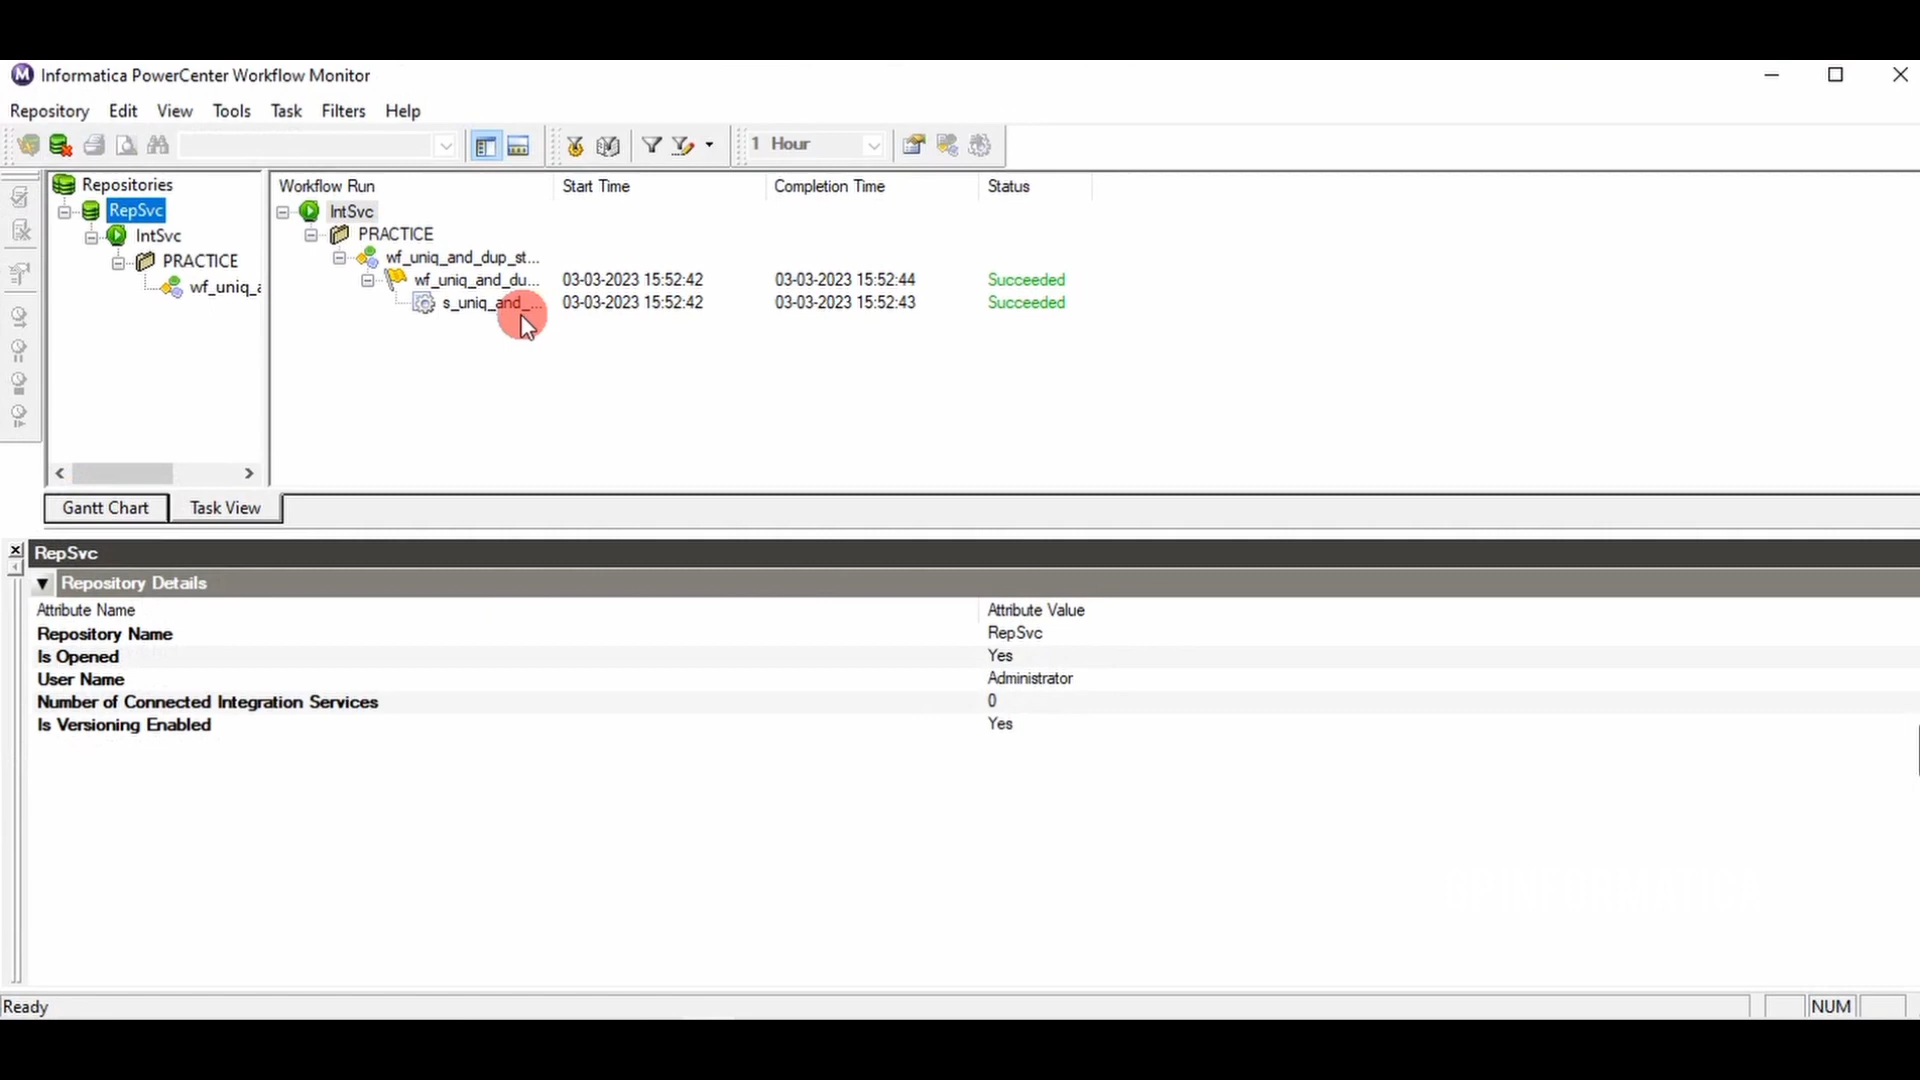 Informatica PowerCenter Workflow Monitor
Repository Edit View Tools Task Filters Help
1 Hour
Repositories
RepSvc
IntSvc
PRACTICE
wf_uniq_a
Workflow Run Start Time Completion Time Status
IntSvc
PRACTICE
wf_uniq_and_dup_st...
wf_uniq_and_du... 03-03-2023 15:52:42 03-03-2023 15:52:44 Succeeded
s_uniq_and_... 03-03-2023 15:52:42 03-03-2023 15:52:43 Succeeded
Gantt Chart Task View
RepSvc
Repository Details
Attribute Name Attribute Value
Repository Name RepSvc
Is Opened Yes
User Name Administrator
Number of Connected Integration Services 0
Is Versioning Enabled Yes
Ready NUM